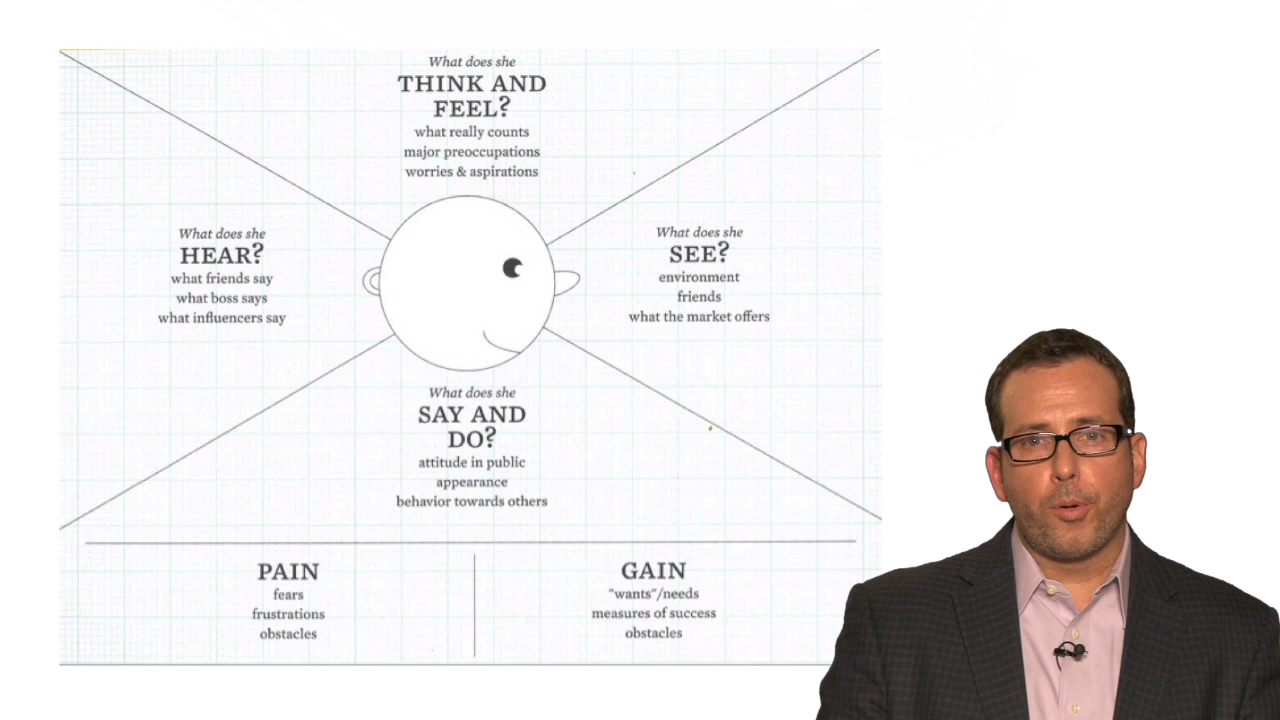 What does she
THINK AND
FEEL?
what really counts
major preoccupations
worries & aspirations
What does she
HEAR?
what friends say
what boss says
what influencers say
What does she
SEE?
environment
friends
what the market offers
What does she
SAY AND
DO?
attitude in public
appearance
behavior towards others
PAIN
fears
frustrations
obstacles
GAIN
"wants"/needs
measures of success
obstacles